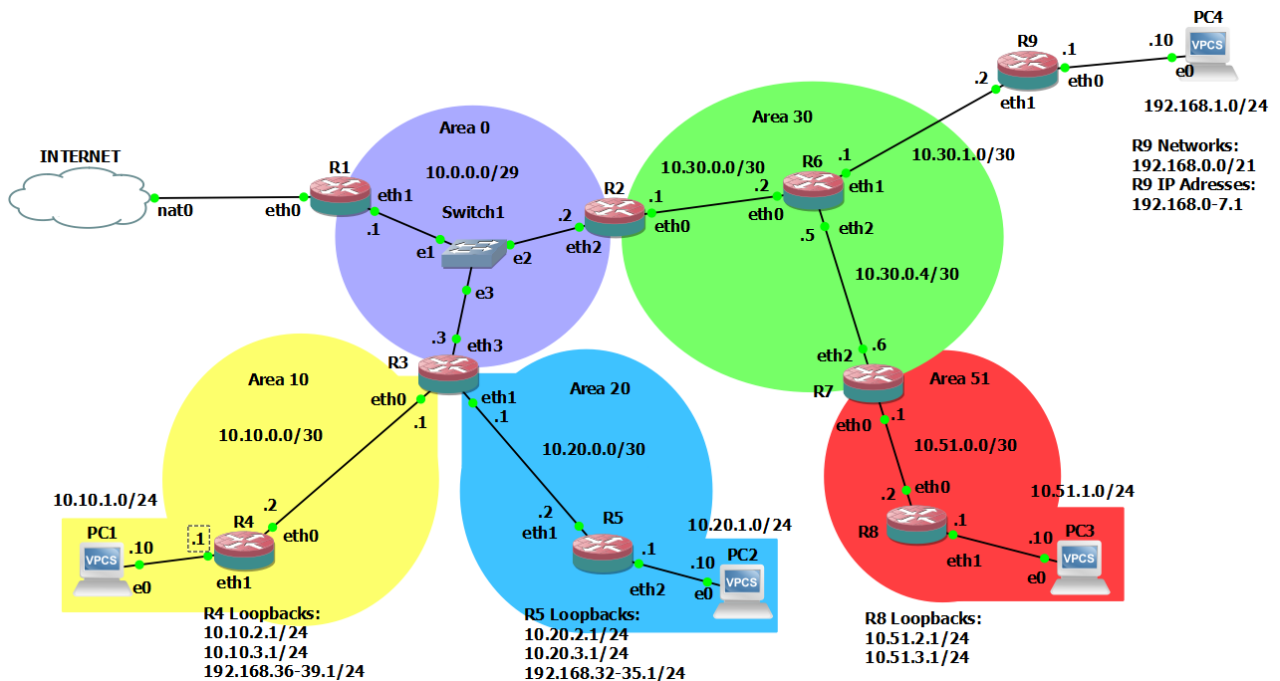 PC4
R9
.1
.10
VPCS
e0
.2
eth1
eth0
192.168.1.0/24
Area 30
Area 0
INTERNET
R1
10.0.0.0/29
10.30.0.0/30
R6
.1
10.30.1.0/30
R9 Networks:
192.168.0.0/21
R9 IP Adresses:
192.168.0-7.1
nat0
eth0
eth1
.1
Switch1
R2
.2
.1
.2
eth1
eth0
e1
e2
eth2
eth0
.5
eth2
10.30.0.4/30
e3
.3
eth3
R3
.6
eth2
Area 10
Area 20
Area 51
R7
eth0
.1
eth1
.1
.1
eth0
10.10.0.0/30
10.20.0.0/30
10.51.0.0/30
10.10.1.0/24
.2
eth0
10.51.1.0/24
PC1
.10
VPCS
e0
.1
R4
.2
eth0
eth1
.2
eth1
R5
10.20.1.0/24
.1
.10
PC2
VPCS
eth2
e0
R8
.1
eth1
.10
PC3
VPCS
e0
R4 Loopbacks:
10.10.2.1/24
10.10.3.1/24
192.168.36-39.1/24
R5 Loopbacks:
10.20.2.1/24
10.20.3.1/24
192.168.32-35.1/24
R8 Loopbacks:
10.51.2.1/24
10.51.3.1/24